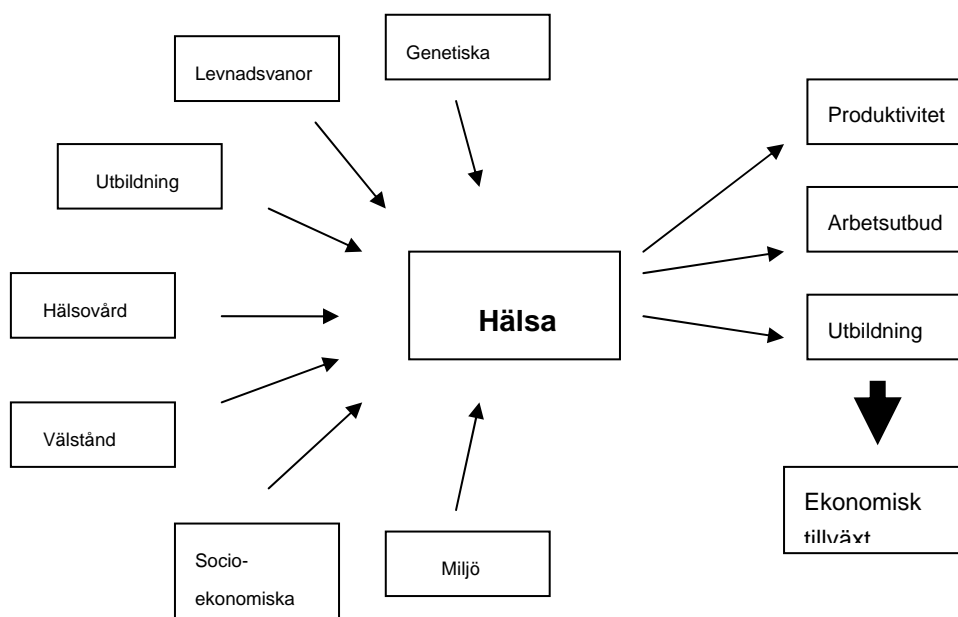 Genetiska
Levnadsvanor
Utbildning
Hälsovård
Välstånd
Socio-
ekonomiska
Miljö
Hälsa
Produktivitet
Arbetsutbud
Utbildning
Ekonomisk
tillväxt